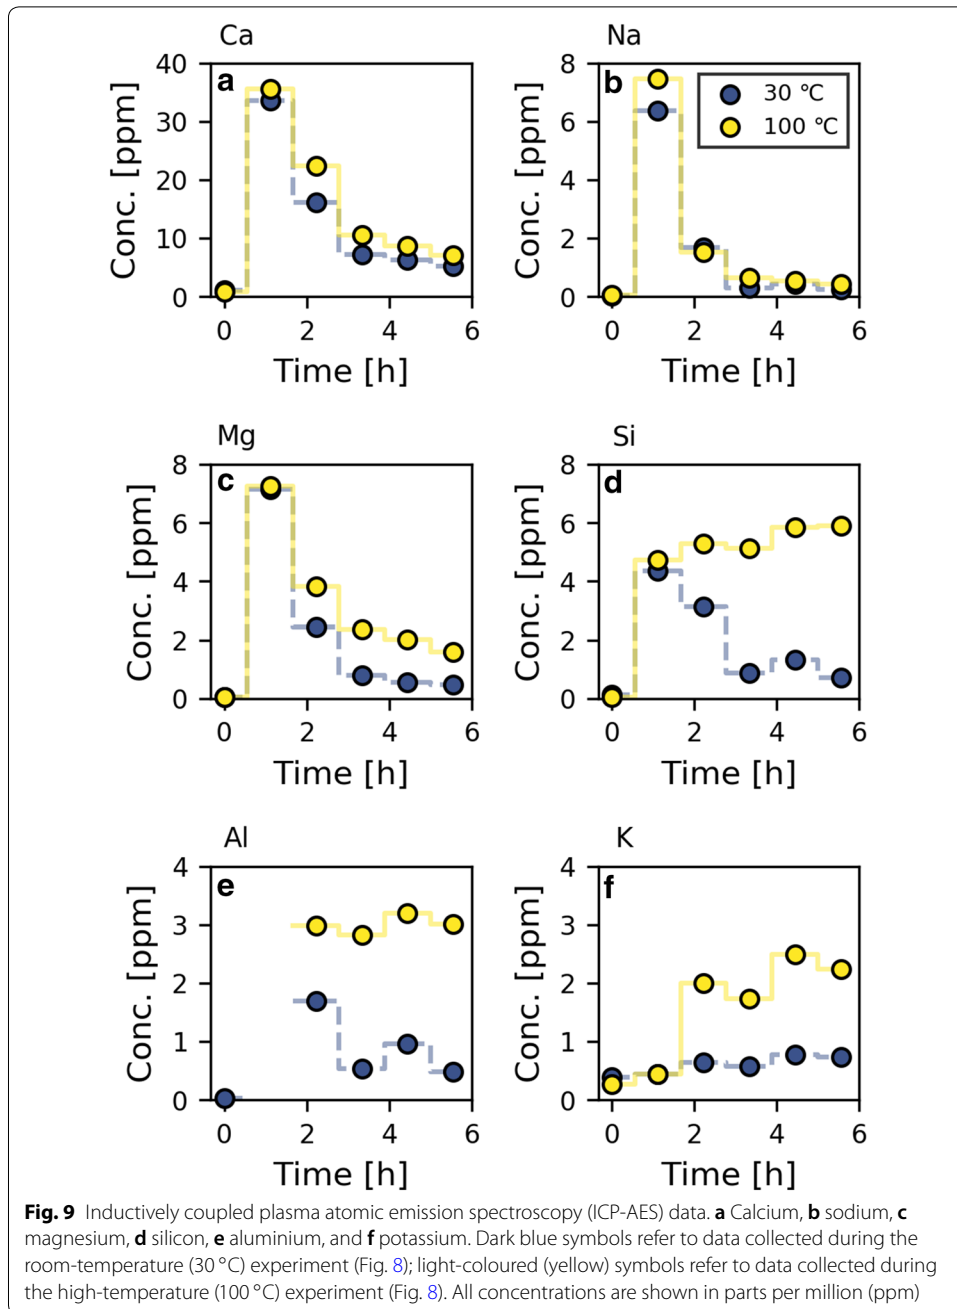 Ca
a
40
30
20
10
0
Conc. [ppm]
0 2 4 6
Time [h]
Na
b
8
6
4
2
0
Conc. [ppm]
30 °C
100 °C
0 2 4 6
Time [h]
Mg
c
8
6
4
2
0
Conc. [ppm]
0 2 4 6
Time [h]
Si
d
8
6
4
2
0
Conc. [ppm]
0 2 4 6
Time [h]
Al
e
4
3
2
1
0
Conc. [ppm]
0 2 4 6
Time [h]
K
f
4
3
2
1
0
Conc. [ppm]
0 2 4 6
Time [h]
Fig. 9 Inductively coupled plasma atomic emission spectroscopy (ICP-AES) data. a Calcium, b sodium, c
magnesium, d silicon, e aluminium, and f potassium. Dark blue symbols refer to data collected during the
room-temperature (30 °C) experiment (Fig. 8); light-coloured (yellow) symbols refer to data collected during
the high-temperature (100 °C) experiment (Fig. 8). All concentrations are shown in parts per million (ppm)